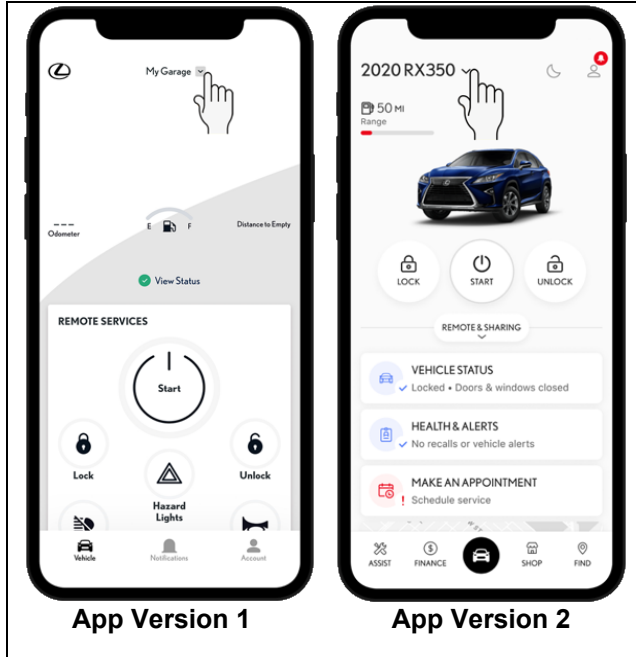 My Garage
---
Odometer
E F
Distance to Empty
View Status
REMOTE SERVICES
Start
Lock
Unlock
Hazard
Lights
Vehicle
Notifications
Account
App Version 1
2020 RX350
50 MI
Range
LOCK
START
UNLOCK
REMOTE & SHARING
VEHICLE STATUS
Locked • Doors & windows closed
HEALTH & ALERTS
No recalls or vehicle alerts
MAKE AN APPOINTMENT
! Schedule service
W ST
ASSIST
FINANCE
SHOP
FIND
App Version 2